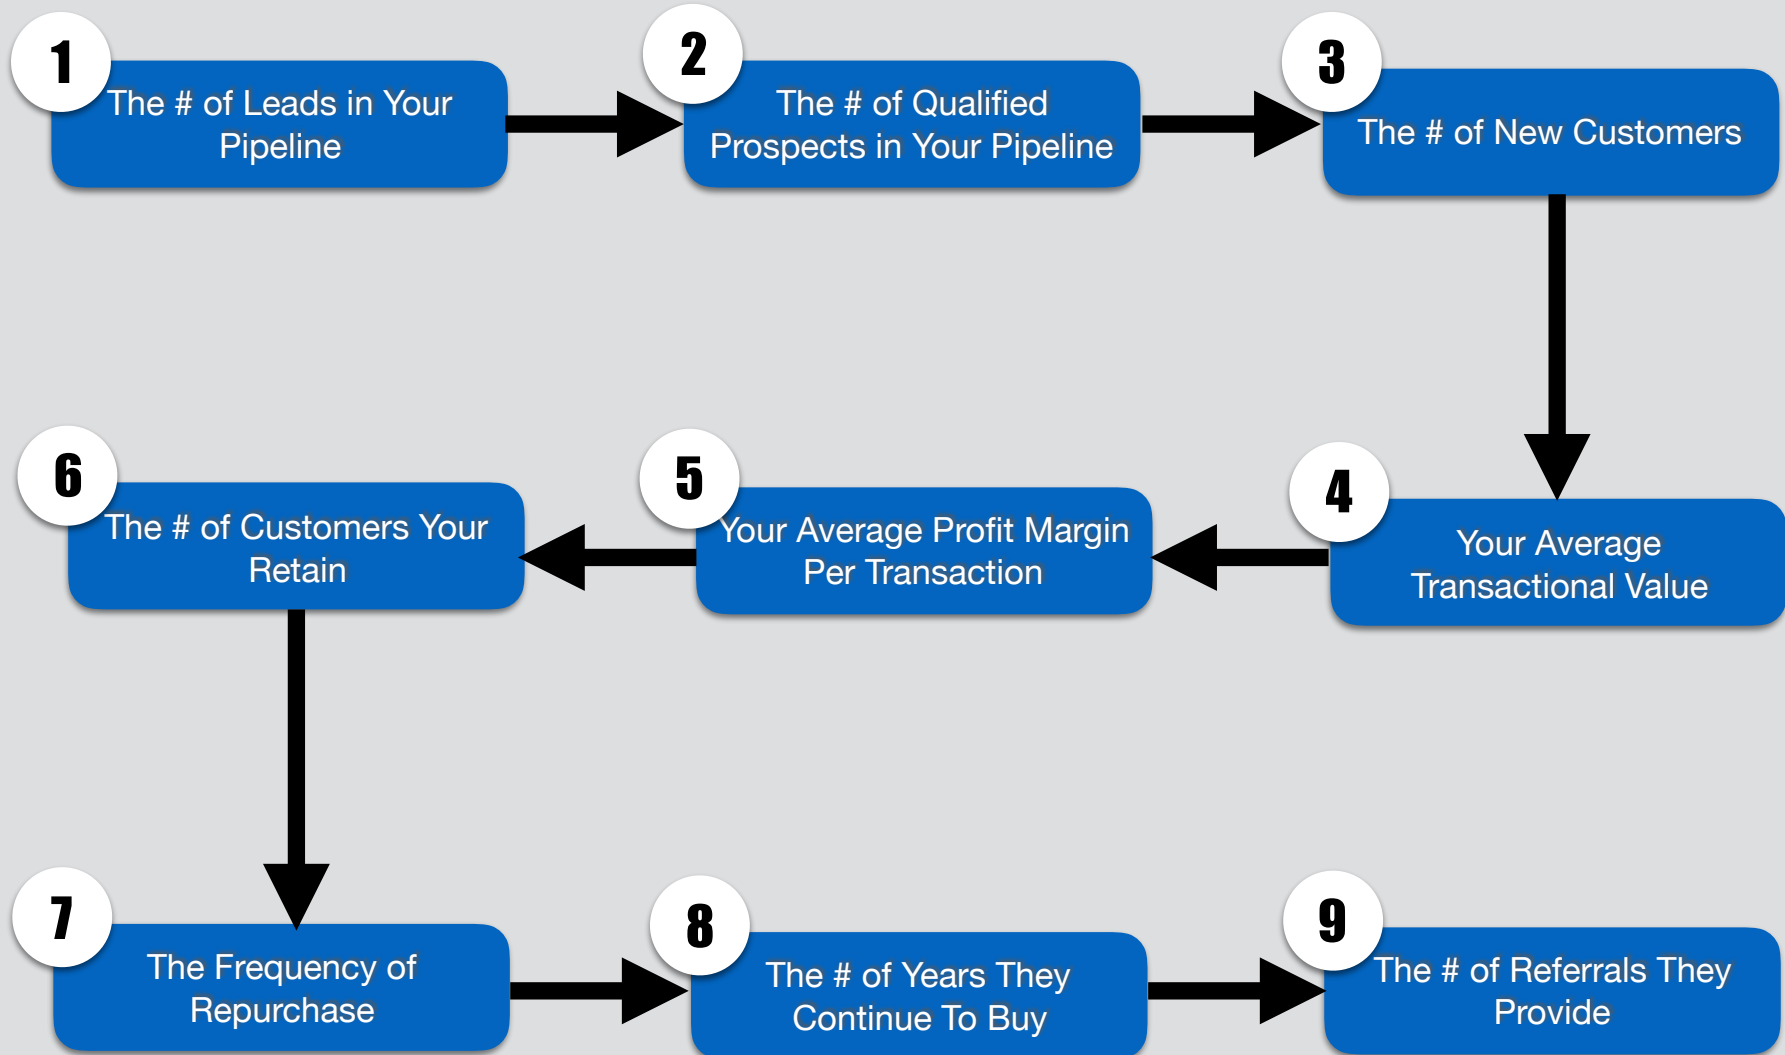 1
The # of Leads in Your
Pipeline
2
The # of Qualified
Prospects in Your Pipeline
3
The # of New Customers
4
Your Average
Transactional Value
5
Your Average Profit Margin
Per Transaction
6
The # of Customers Your
Retain
7
The Frequency of
Repurchase
8
The # of Years They
Continue To Buy
9
The # of Referrals They
Provide